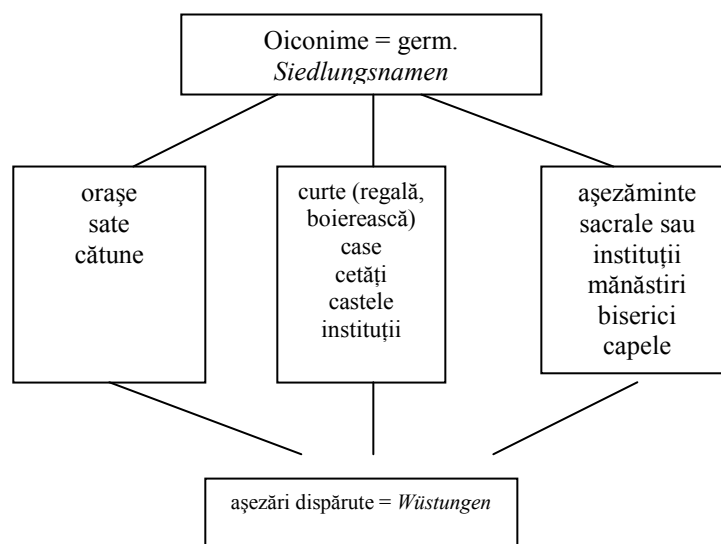 Oiconime = germ.
Siedlungsnamen
orașe
sate
cătune
curte (regală,
boierească)
case
cetăți
castele
instituții
așezăminte
sacrale sau
instituții
mănăstiri
biserici
capele
așezări dispărute = Wüstungen